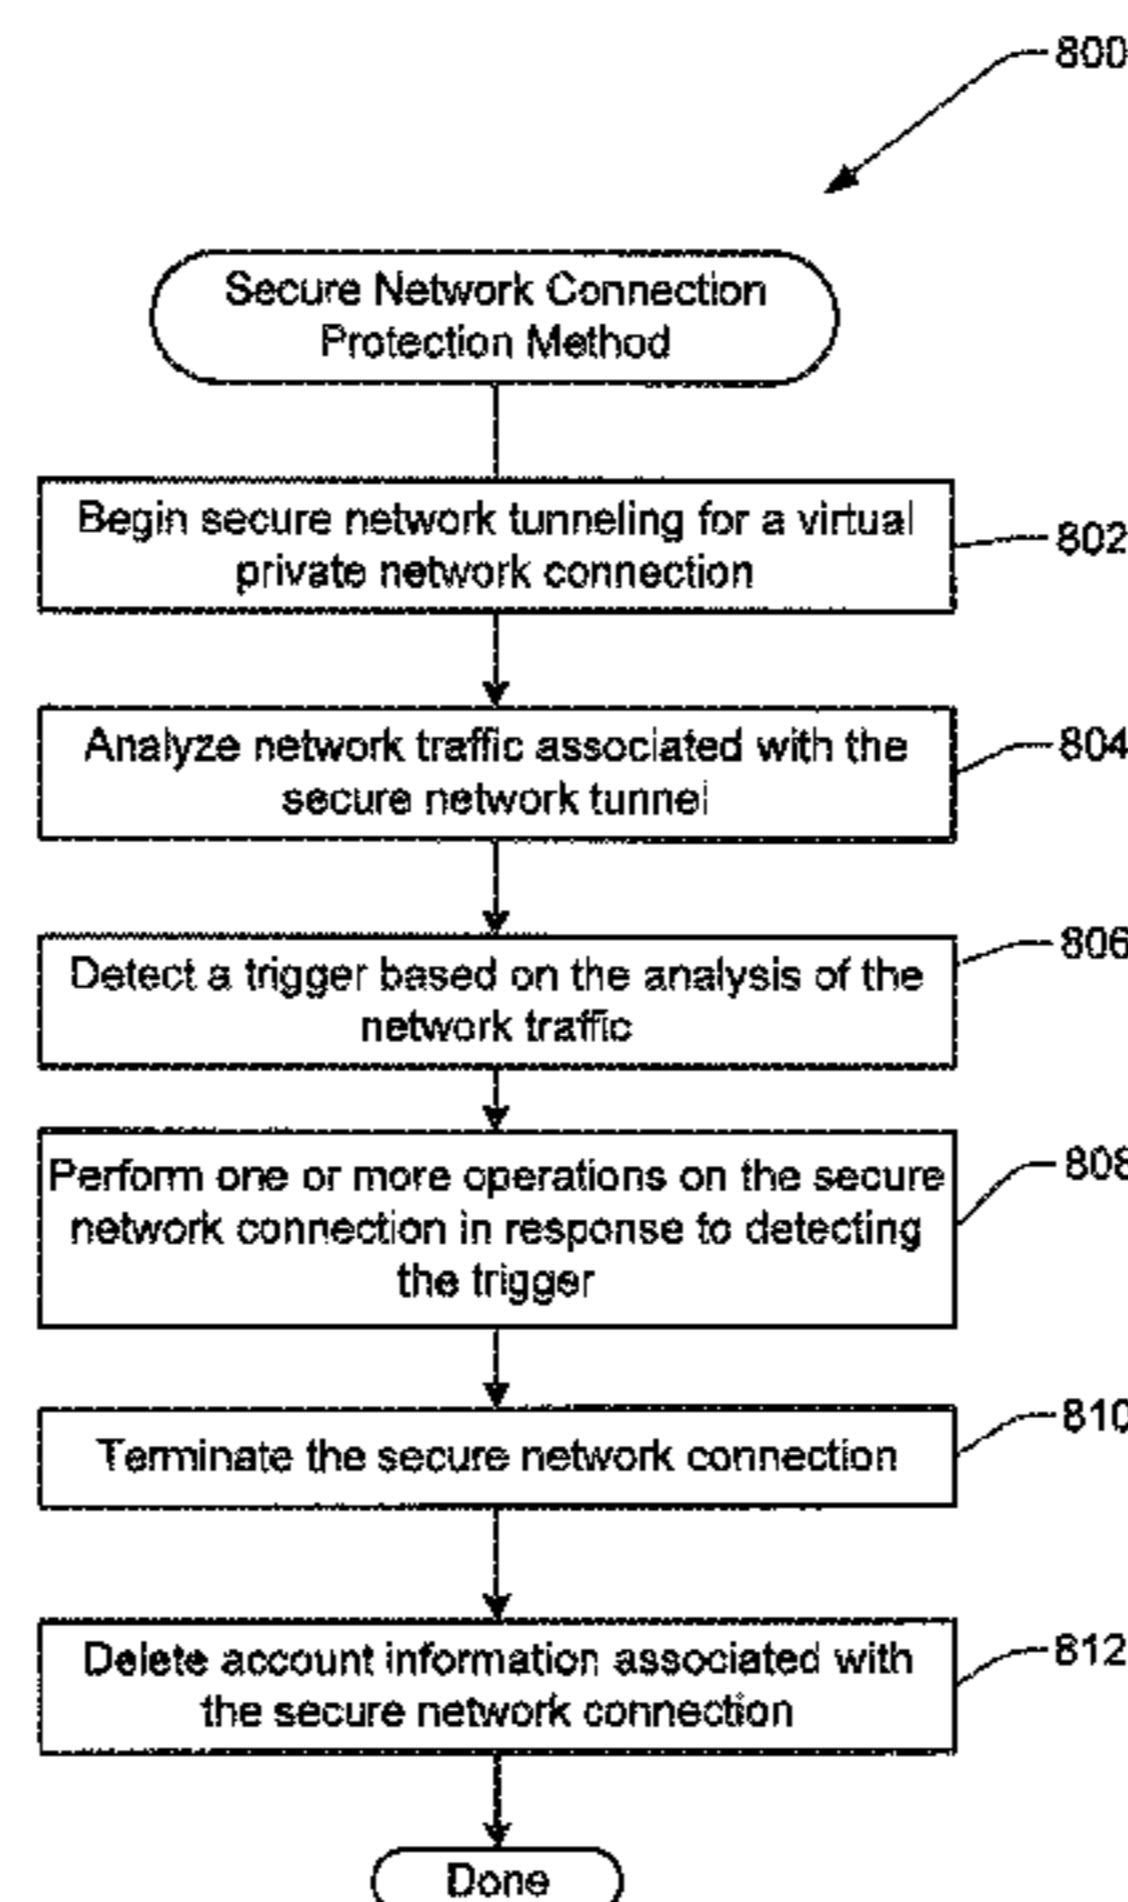 800
Secure Network Connection
Protection Method
Begin secure network tunneling for a virtual
private network connection
802
Analyze network traffic associated with the
secure network tunnel
804
Detect a trigger based on the analysis of the
network traffic
806
Perform one or more operations on the secure
network connection in response to detecting
the trigger
808
Terminate the secure network connection
810
Delete account information associated with
the secure network connection
812
Done